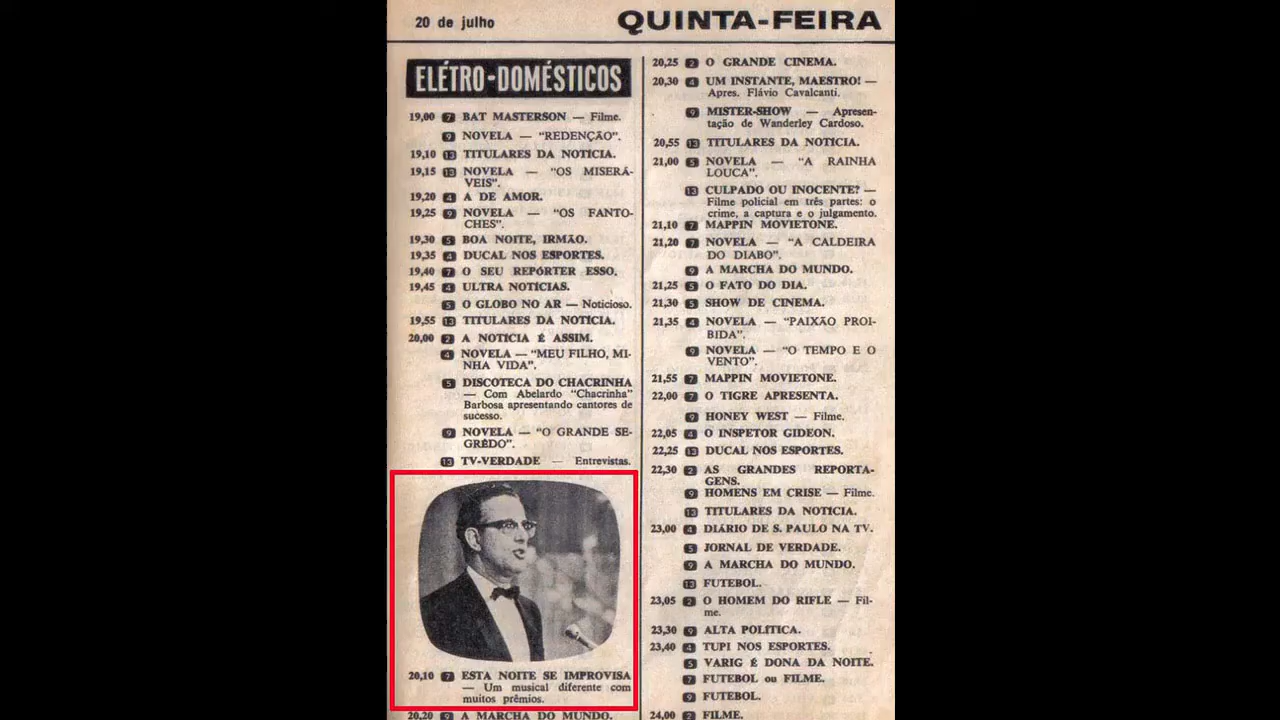 20 de julho
QUINTA-FEIRA
ELÉTRO-DOMÉSTICOS
19,00 7 BAT MASTERSON — Filme.
9 NOVELA — “REDENÇÃO”.
19,10 13 TITULARES DA NOTÍCIA.
19,15 13 NOVELA — “OS MISERÁ-
VEIS”.
19,20 4 A DE AMOR.
19,25 9 NOVELA — “OS FANTO-
CHES”.
19,30 5 BOA NOITE, IRMÃO.
19,35 4 DUCAL NOS ESPORTES.
19,40 7 O SEU REPÓRTER ESSO.
19,45 4 ULTRA NOTÍCIAS.
5 O GLOBO NO AR — Noticioso.
19,55 13 TITULARES DA NOTÍCIA.
20,00 2 A NOTÍCIA É ASSIM.
4 NOVELA — “MEU FILHO, MI-
NHA VIDA”.
5 DISCOTECA DO CHACRINHA
— Com Abelardo “Chacrinha”
Barbosa apresentando cantores de
sucesso.
9 NOVELA — “O GRANDE SE-
GRÊDO”.
13 TV-VERDADE — Entrevistas.
20,10 7 ESTA NOITE SE IMPROVISA
— Um musical diferente com
muitos prêmios.
20,20 9 A MARCHA DO MUNDO.
20,25 2 O GRANDE CINEMA.
20,30 4 UM INSTANTE, MAESTRO! —
Apres. Flávio Cavalcanti.
9 MISTER-SHOW — Apresen-
tação de Wanderley Cardoso.
20,55 13 TITULARES DA NOTÍCIA.
21,00 5 NOVELA — “A RAINHA
LOUCA”.
13 CULPADO OU INOCENTE? —
Filme policial em três partes: o
crime, a captura e o julgamento.
21,10 7 MAPPIN MOVIETONE.
21,20 7 NOVELA — “A CALDEIRA
DO DIABO”.
9 A MARCHA DO MUNDO.
21,25 5 O FATO DO DIA.
21,30 5 SHOW DE CINEMA.
21,35 4 NOVELA — “PAIXÃO PROI-
BIDA”.
9 NOVELA — “O TEMPO E O
VENTO”.
21,55 7 MAPPIN MOVIETONE.
22,00 7 O TIGRE APRESENTA.
9 HONEY WEST — Filme.
22,05 4 O INSPETOR GIDEON.
22,25 13 DUCAL NOS ESPORTES.
22,30 2 AS GRANDES REPORTA-
GENS.
9 HOMENS EM CRISE — Filme.
13 TITULARES DA NOTÍCIA.
23,00 4 DIÁRIO DE S. PAULO NA TV.
5 JORNAL DE VERDADE.
9 A MARCHA DO MUNDO.
13 FUTEBOL.
23,05 2 O HOMEM DO RIFLE — Fil-
me.
23,30 9 ALTA POLÍTICA.
23,40 4 TUPI NOS ESPORTES.
5 VARIG É DONA DA NOITE.
7 FUTEBOL ou FILME.
9 FUTEBOL.
24,00 2 FILME.